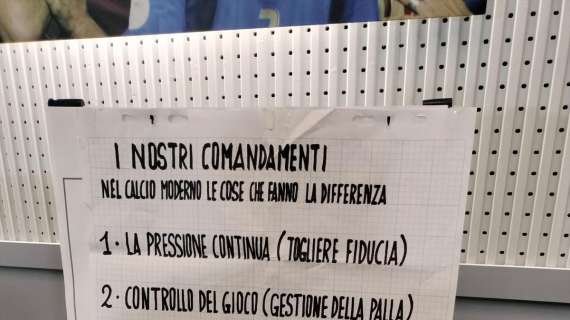 I NOSTRI COMANDAMENTI
NEL CALCIO MODERNO LE COSE CHE FANNO LA DIFFERENZA
1. LA PRESSIONE CONTINUA (TOGLIERE FIDUCIA)
2. CONTROLLO DEL GIOCO (GESTIONE DELLA PALLA)